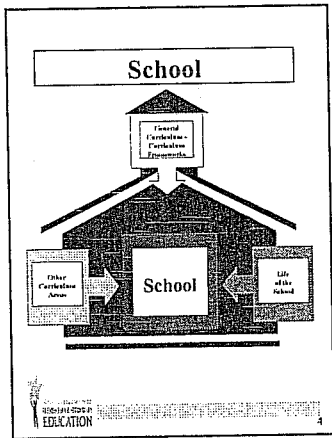 School
General
Curriculum -
Curriculum
Frameworks
Other
Curriculum
Areas
School
Life
of the
School
EDUCATION
4